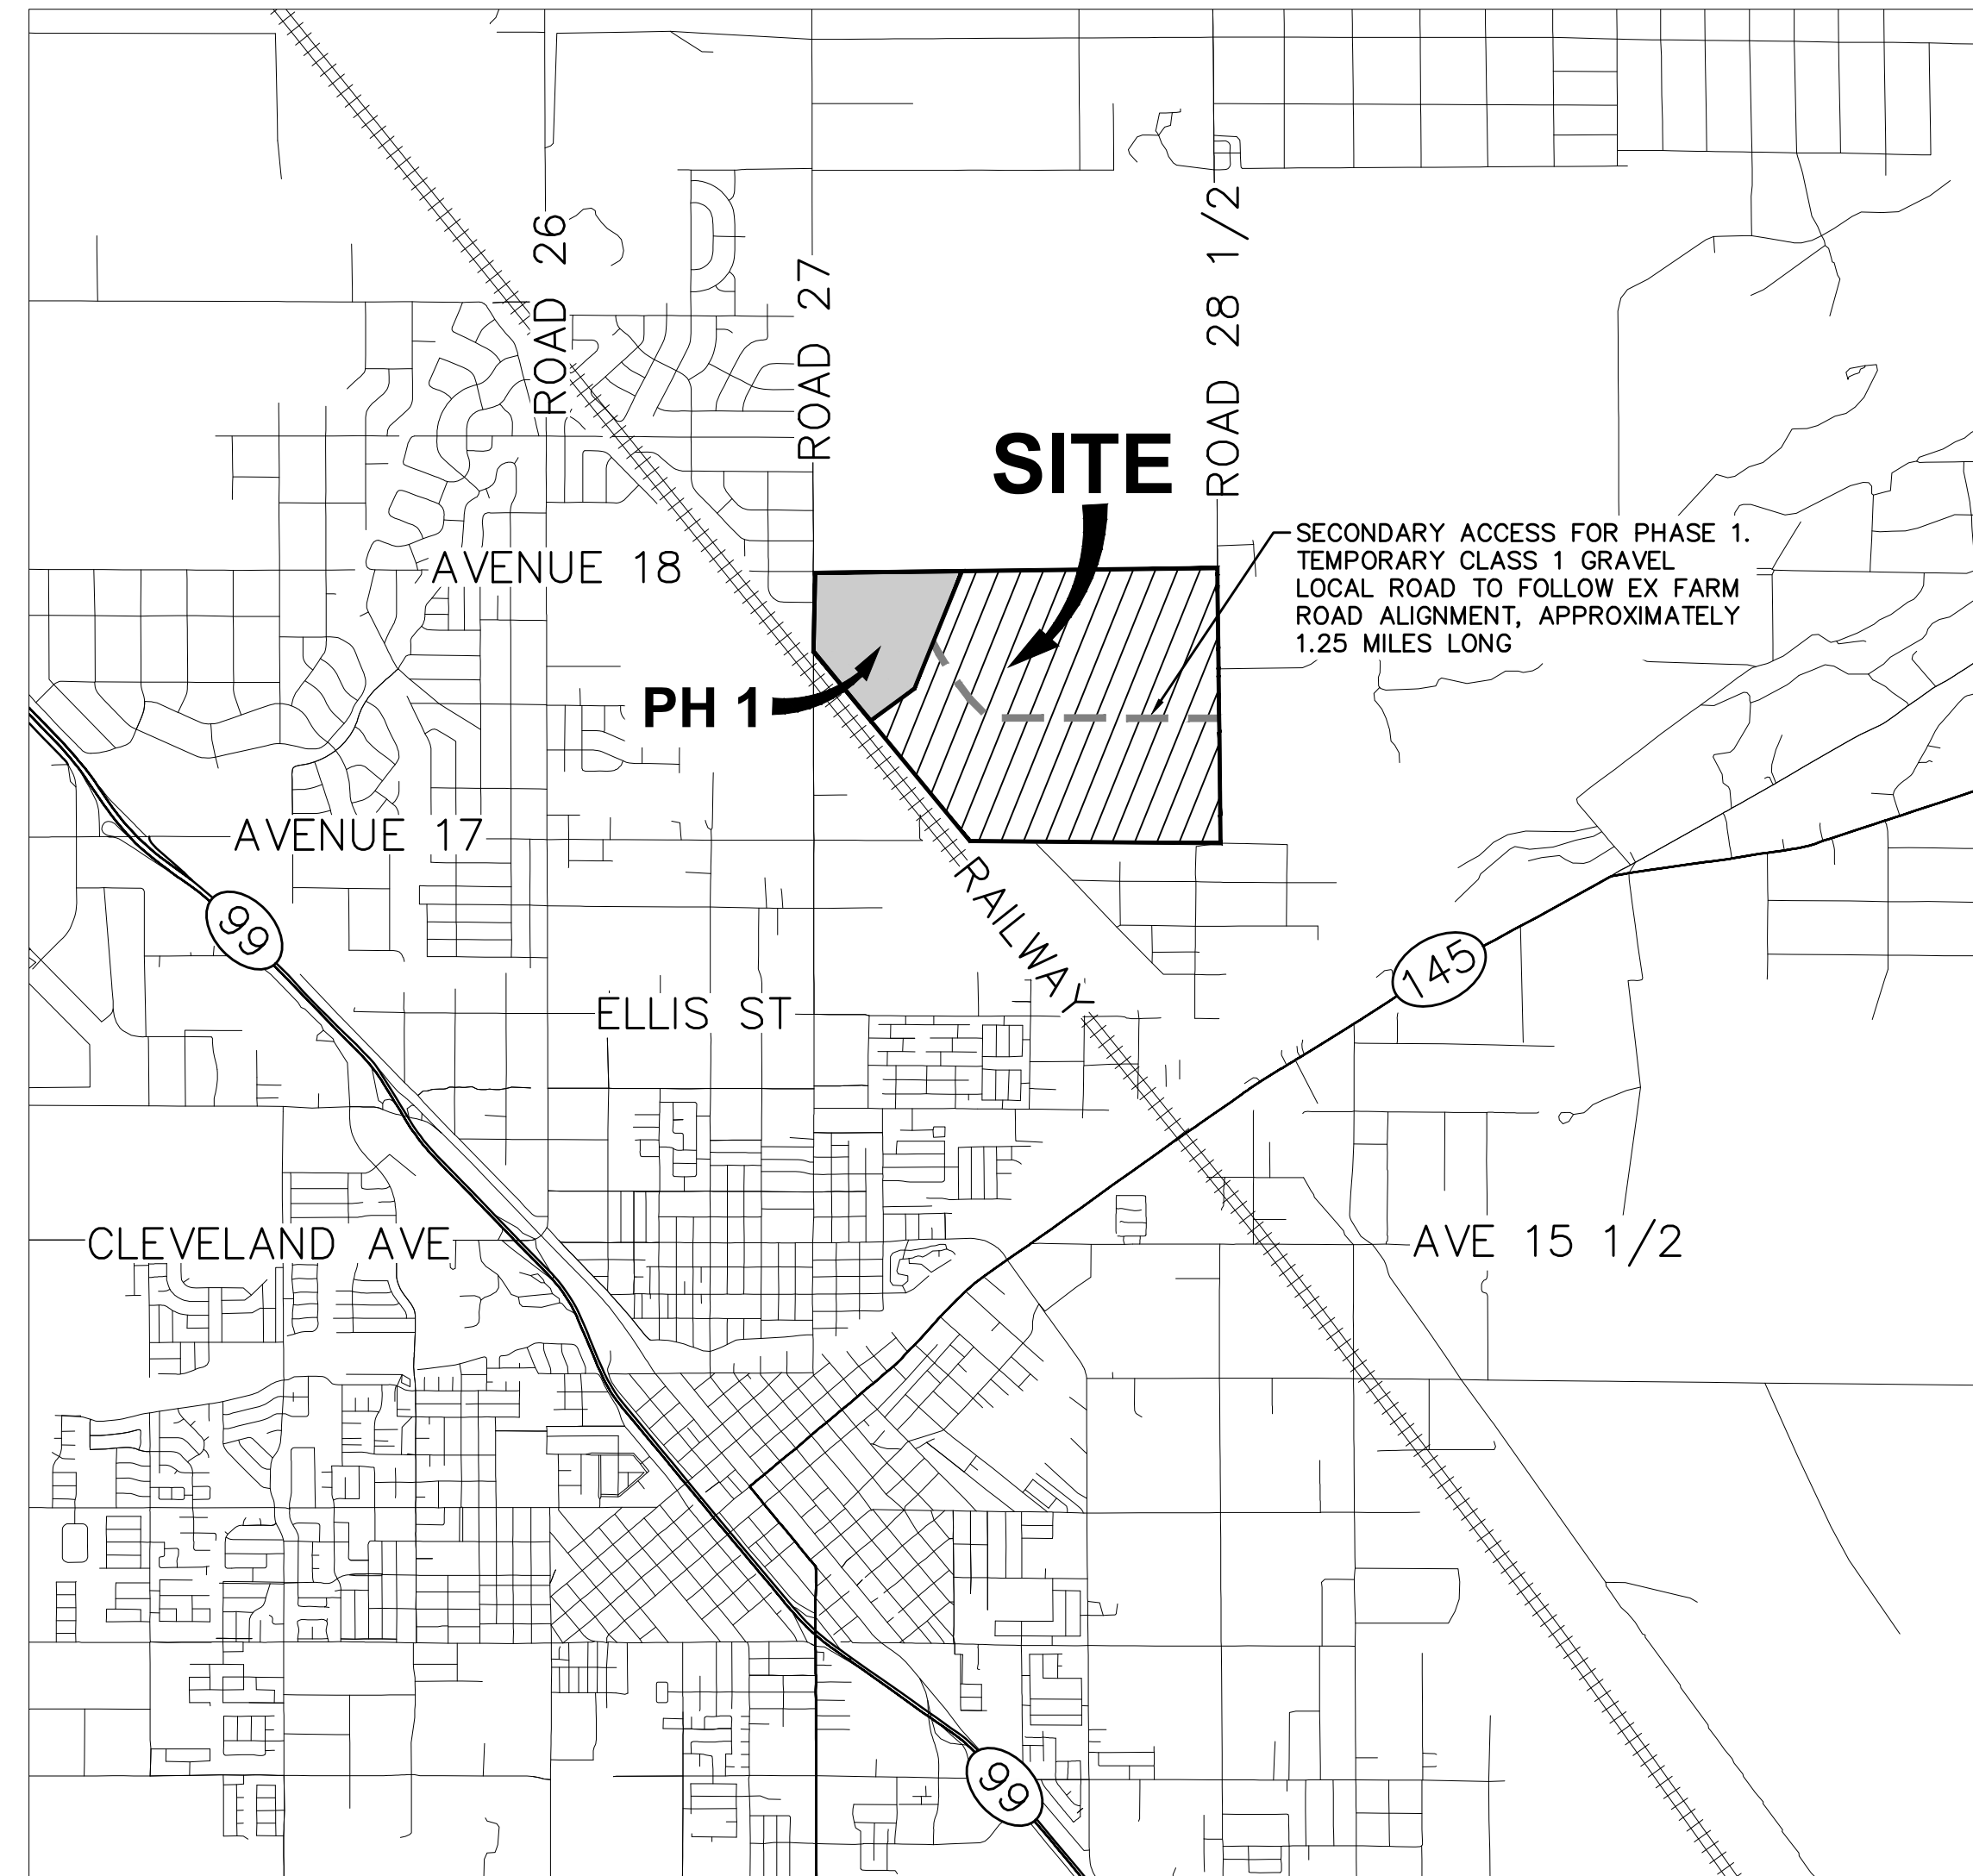 ROAD 26
ROAD 27
ROAD 28 1/2
SITE
SECONDARY ACCESS FOR PHASE 1.
TEMPORARY CLASS 1 GRAVEL
LOCAL ROAD TO FOLLOW EX FARM
ROAD ALIGNMENT, APPROXIMATELY
1.25 MILES LONG
AVENUE 18
PH 1
AVENUE 17
RAILWAY
99
145
ELLIS ST
CLEVELAND AVE
AVE 15 1/2
99